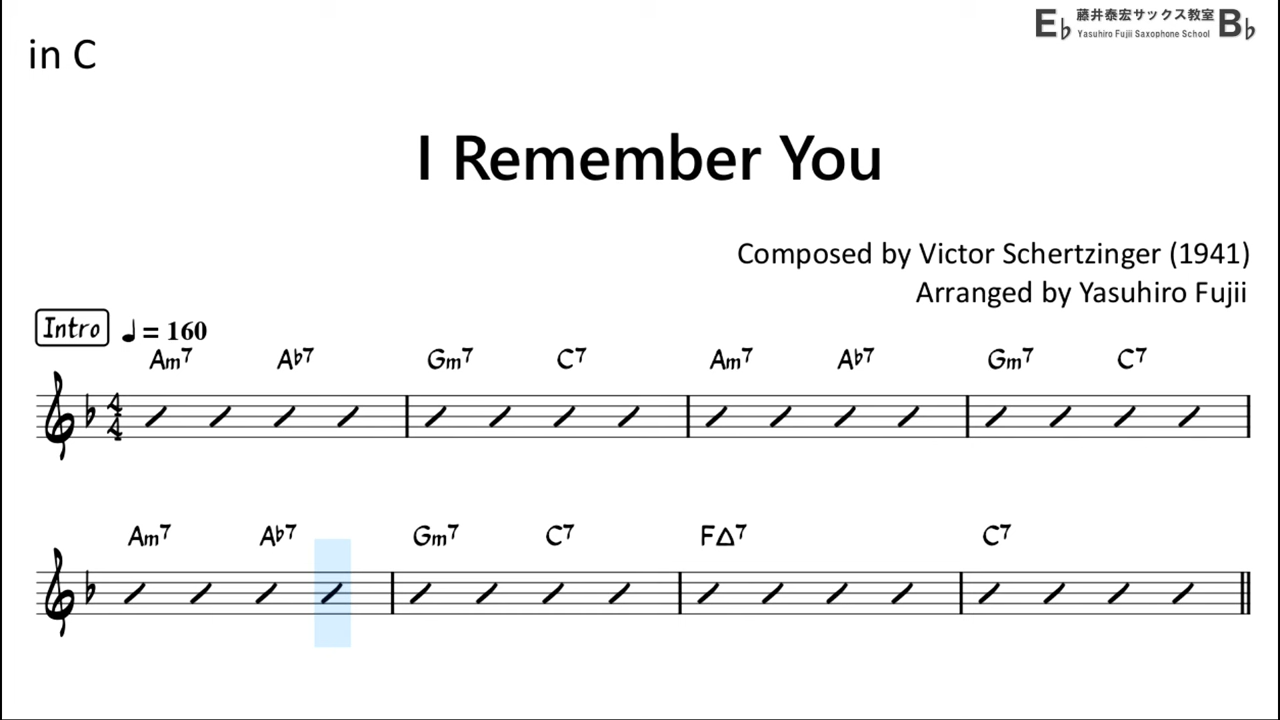 E♭ 藤井泰宏サックス教室 B♭
Yasuhiro Fujii Saxophone School
in C
I Remember You
Composed by Victor Schertzinger (1941)
Arranged by Yasuhiro Fujii
Intro ♩= 160
Am7 A♭7 Gm7 C7 Am7 A♭7 Gm7 C7
4
4
Am7 A♭7 Gm7 C7 F△7 C7